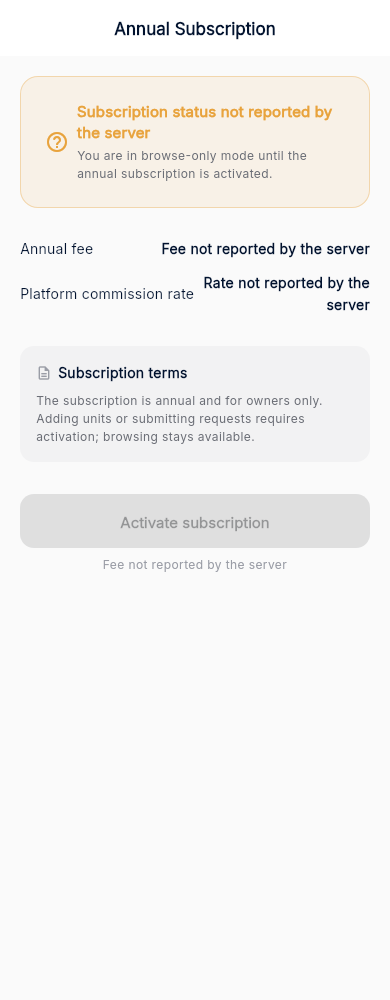 Annual Subscription
Subscription status not reported by
the server
You are in browse-only mode until the
annual subscription is activated.
Annual fee
Fee not reported by the server
Platform commission rate
Rate not reported by the
server
Subscription terms
The subscription is annual and for owners only.
Adding units or submitting requests requires
activation; browsing stays available.
Activate subscription
Fee not reported by the server